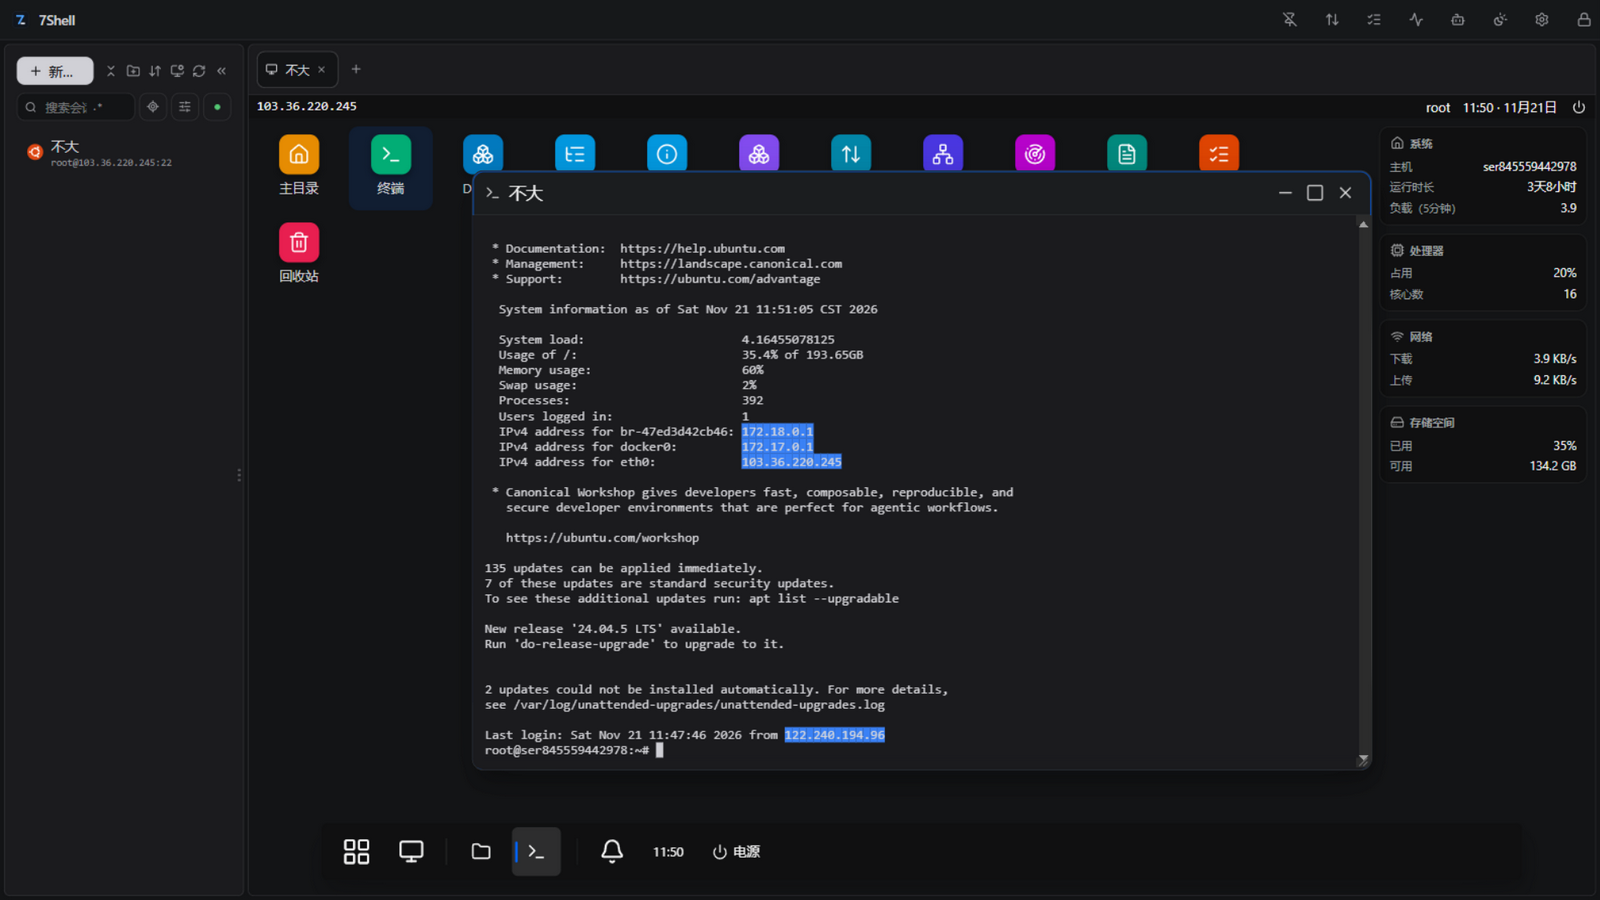 7Shell
新...
搜索会 .*
不大
root@103.36.220.245:22
不大
103.36.220.245
root 11:50 · 11月21日
主目录
终端
D
回收站
不大
* Documentation: https://help.ubuntu.com
* Management: https://landscape.canonical.com
* Support: https://ubuntu.com/advantage
System information as of Sat Nov 21 11:51:05 CST 2026
System load: 4.16455078125
Usage of /: 35.4% of 193.65GB
Memory usage: 60%
Swap usage: 2%
Processes: 392
Users logged in: 1
IPv4 address for br-47ed3d42cb46: 172.18.0.1
IPv4 address for docker0: 172.17.0.1
IPv4 address for eth0: 103.36.220.245
* Canonical Workshop gives developers fast, composable, reproducible, and
secure developer environments that are perfect for agentic workflows.
https://ubuntu.com/workshop
135 updates can be applied immediately.
7 of these updates are standard security updates.
To see these additional updates run: apt list --upgradable
New release '24.04.5 LTS' available.
Run 'do-release-upgrade' to upgrade to it.
2 updates could not be installed automatically. For more details,
see /var/log/unattended-upgrades/unattended-upgrades.log
Last login: Sat Nov 21 11:47:46 2026 from 122.240.194.96
root@ser845559442978:~#
系统
主机 ser845559442978
运行时长 3天8小时
负载（5分钟） 3.9
处理器
占用 20%
核心数 16
网络
下载 3.9 KB/s
上传 9.2 KB/s
存储空间
已用 35%
可用 134.2 GB
11:50
电源